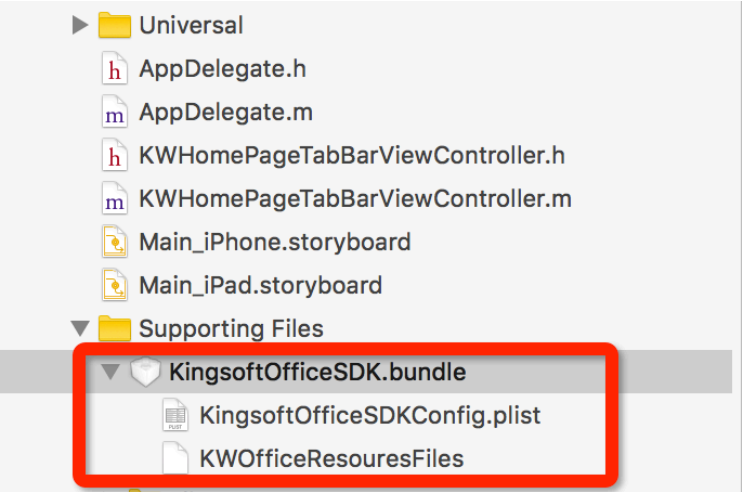 Universal
h AppDelegate.h
m AppDelegate.m
h KWHomePageTabBarViewController.h
m KWHomePageTabBarViewController.m
Main_iPhone.storyboard
Main_iPad.storyboard
Supporting Files
KingsoftOfficeSDK.bundle
PLIST KingsoftOfficeSDKConfig.plist
KWOfficeResouresFiles